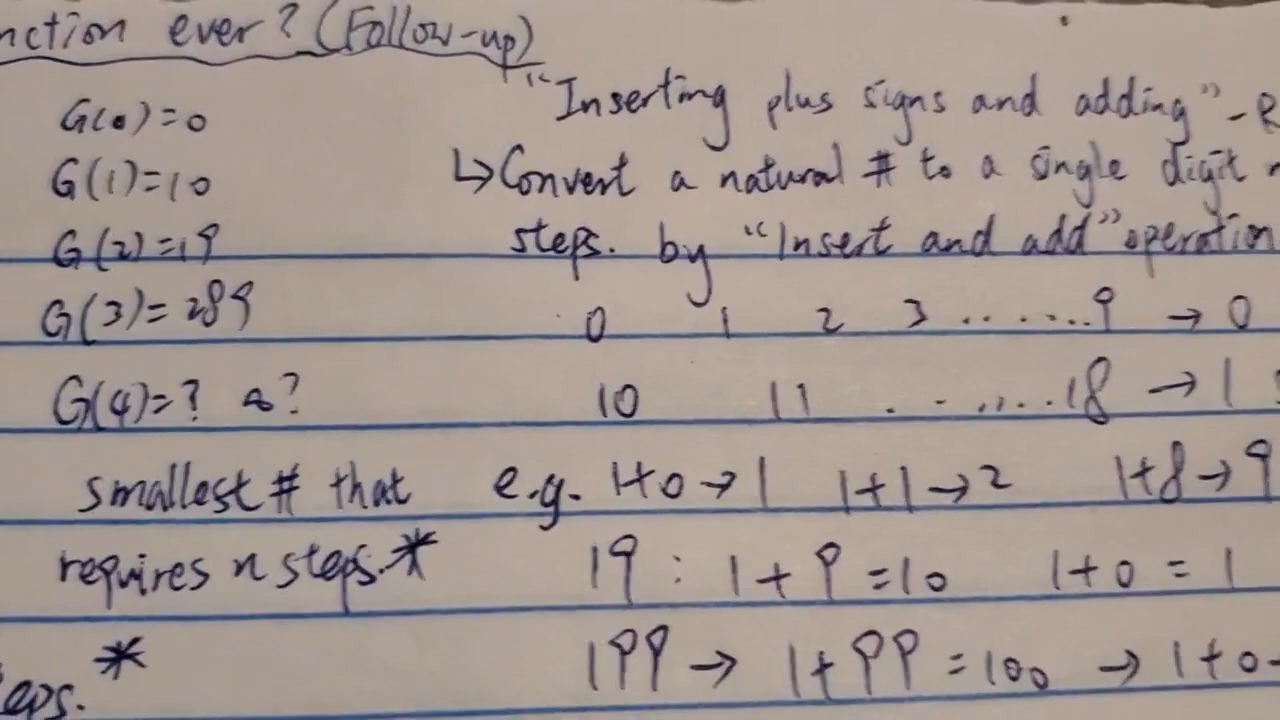 nction ever? (Follow-up)
"Inserting plus signs and adding" - R
G(0)=0
↳ Convert a natural # to a single digit
G(1)=10
steps. by "Insert and add" operation
G(2)=19
G(3)=289
0 1 2 3 ....... 9 → 0
G(4)=? ∞?
10 11 . - ....... 18 → 1
smallest # that
e.g. 1+0→1 1+1→2 1+8→9
requires n steps.*
19 : 1+9=10 1+0=1
*
199 → 1+99=100 → 1+0+
eps.